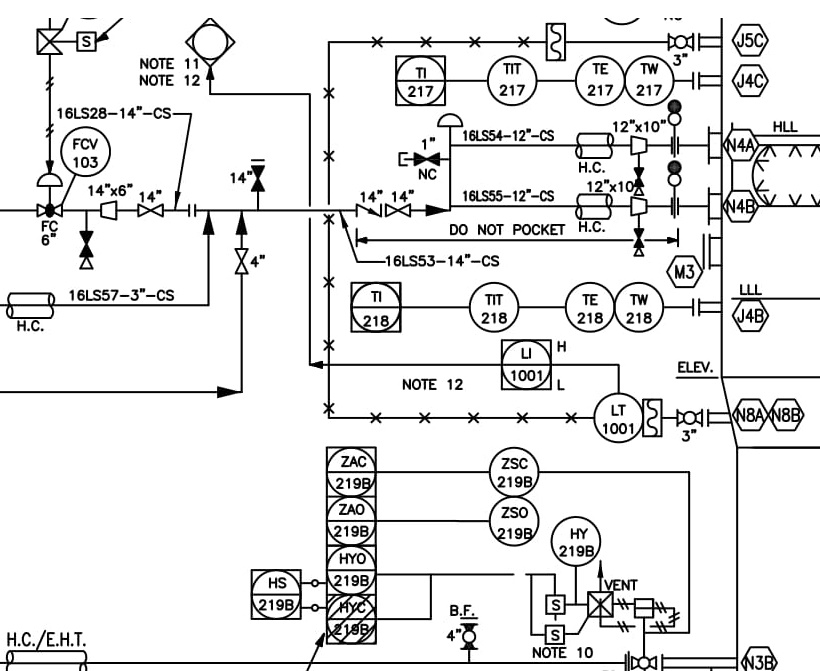 S
J5C
3"
NOTE 11
NOTE 12
TI
217
TIT
217
TE
217
TW
217
J4C
16LS28-14"-CS
FCV
103
16LS54-12"-CS
12"x10"
HLL
1"
NC
H.C.
N4A
14"
14"x6"
14"
14"
14"
16LS55-12"-CS
12"x10"
N4B
FC
6"
H.C.
DO NOT POCKET
4"
16LS53-14"-CS
M3
16LS57-3"-CS
H.C.
TI
218
TIT
218
TE
218
TW
218
LLL
J4B
LI
1001
H
L
ELEV.
NOTE 12
LT
1001
3"
N8A
N8B
ZAC
219B
ZSC
219B
ZAO
219B
ZSO
219B
HY
219B
HYO
219B
HS
219B
HYC
219B
VENT
S
S
B.F.
4"
NOTE 10
H.C./E.H.T.
N3B